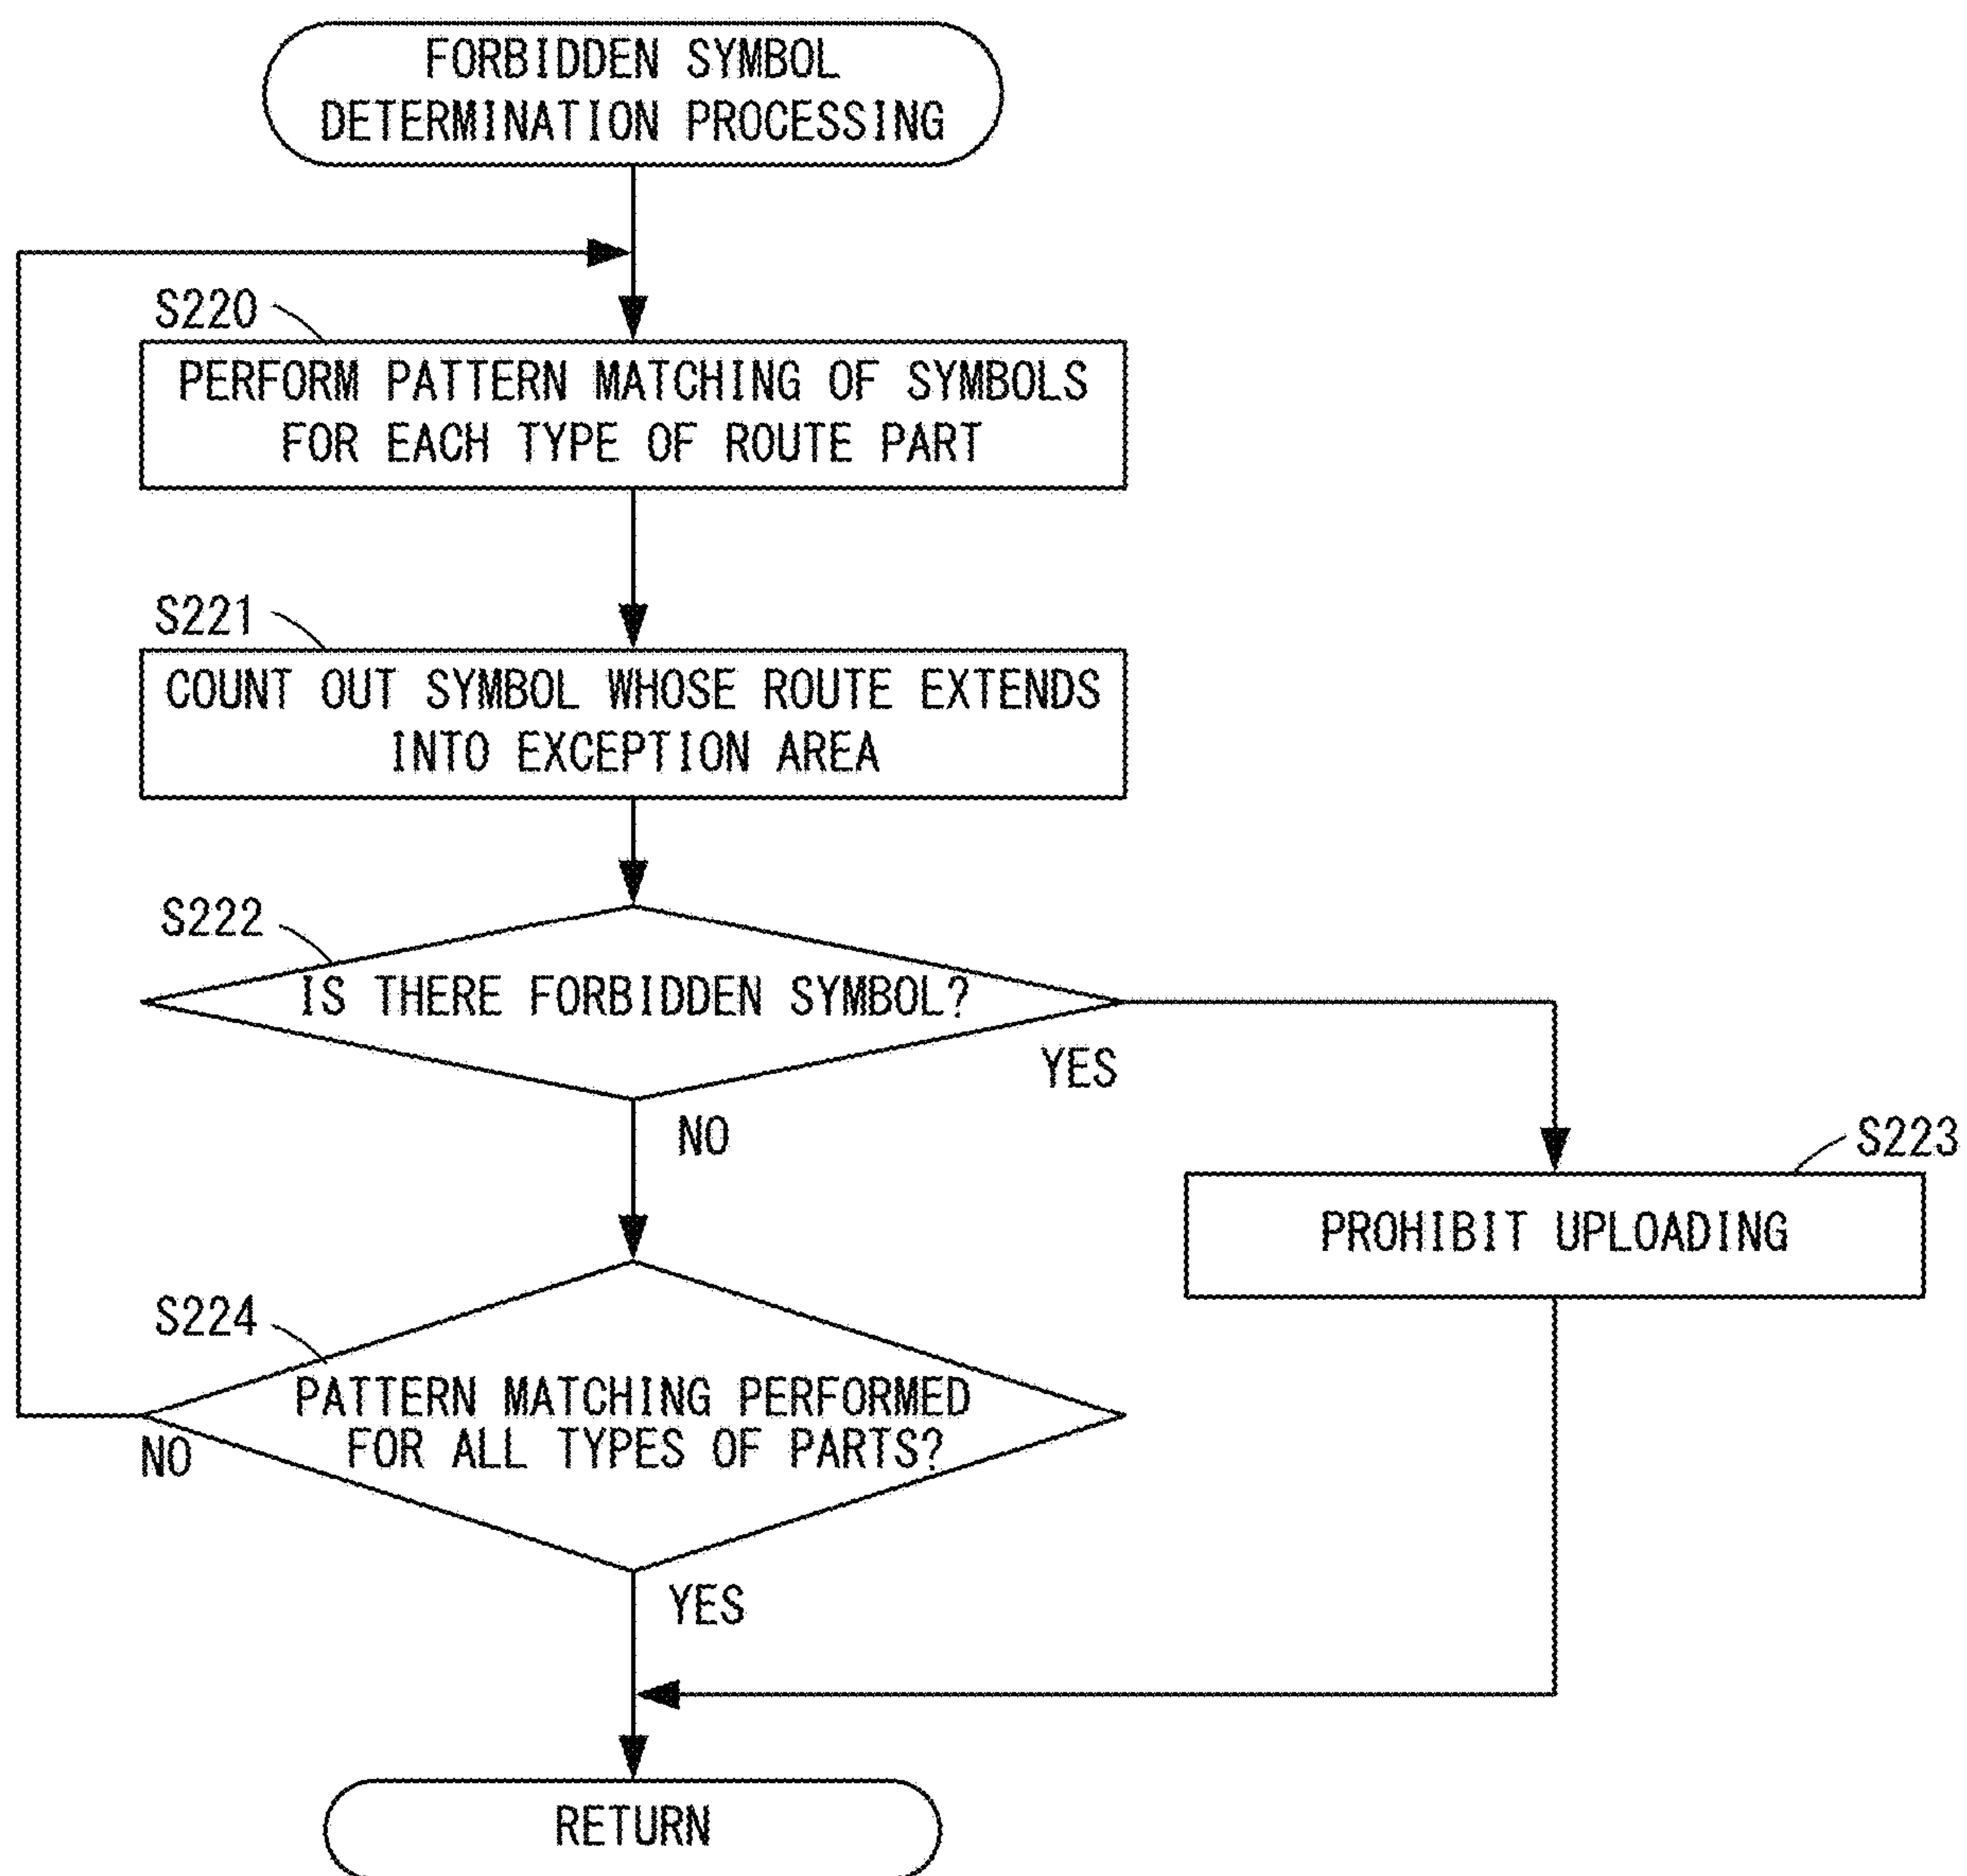 FORBIDDEN SYMBOL
DETERMINATION PROCESSING
S220
PERFORM PATTERN MATCHING OF SYMBOLS
FOR EACH TYPE OF ROUTE PART
S221
COUNT OUT SYMBOL WHOSE ROUTE EXTENDS
INTO EXCEPTION AREA
S222
IS THERE FORBIDDEN SYMBOL?
YES
NO
S223
PROHIBIT UPLOADING
S224
PATTERN MATCHING PERFORMED
FOR ALL TYPES OF PARTS?
NO
YES
RETURN